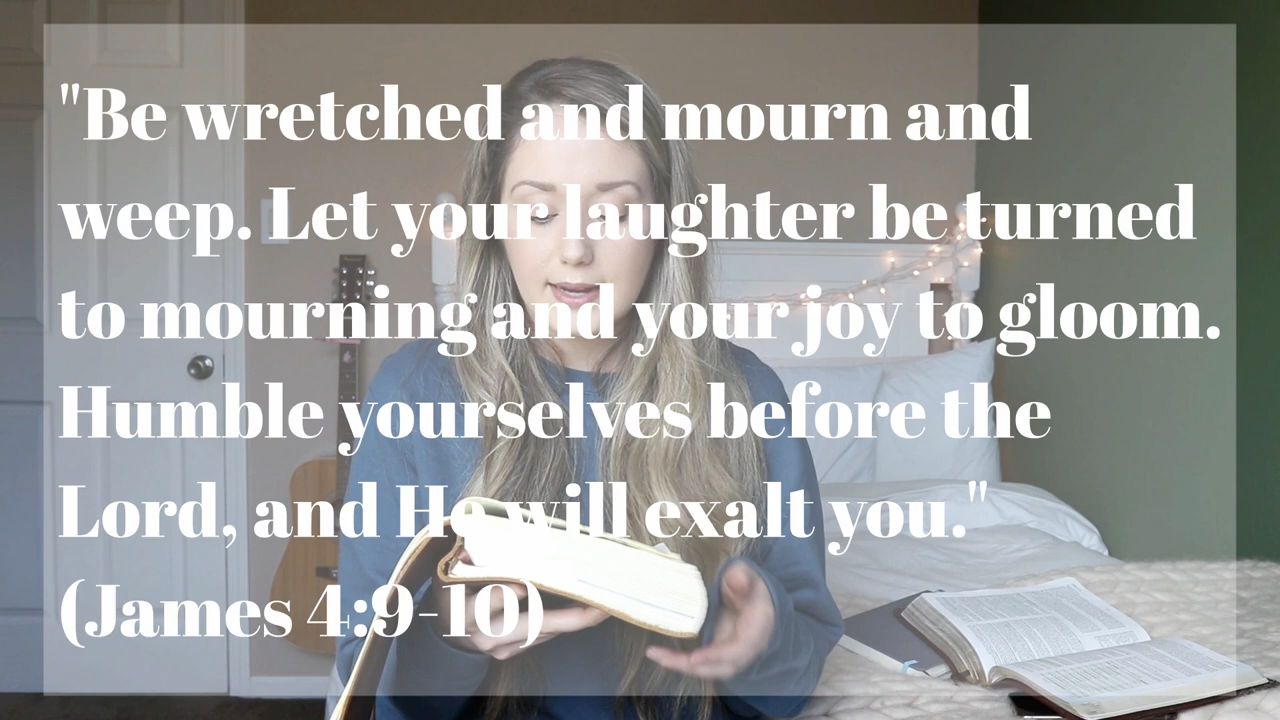 "Be wretched and mourn and
weep. Let your laughter be turned
to mourning and your joy to gloom.
Humble yourselves before the
Lord, and He will exalt you."
(James 4:9-10)